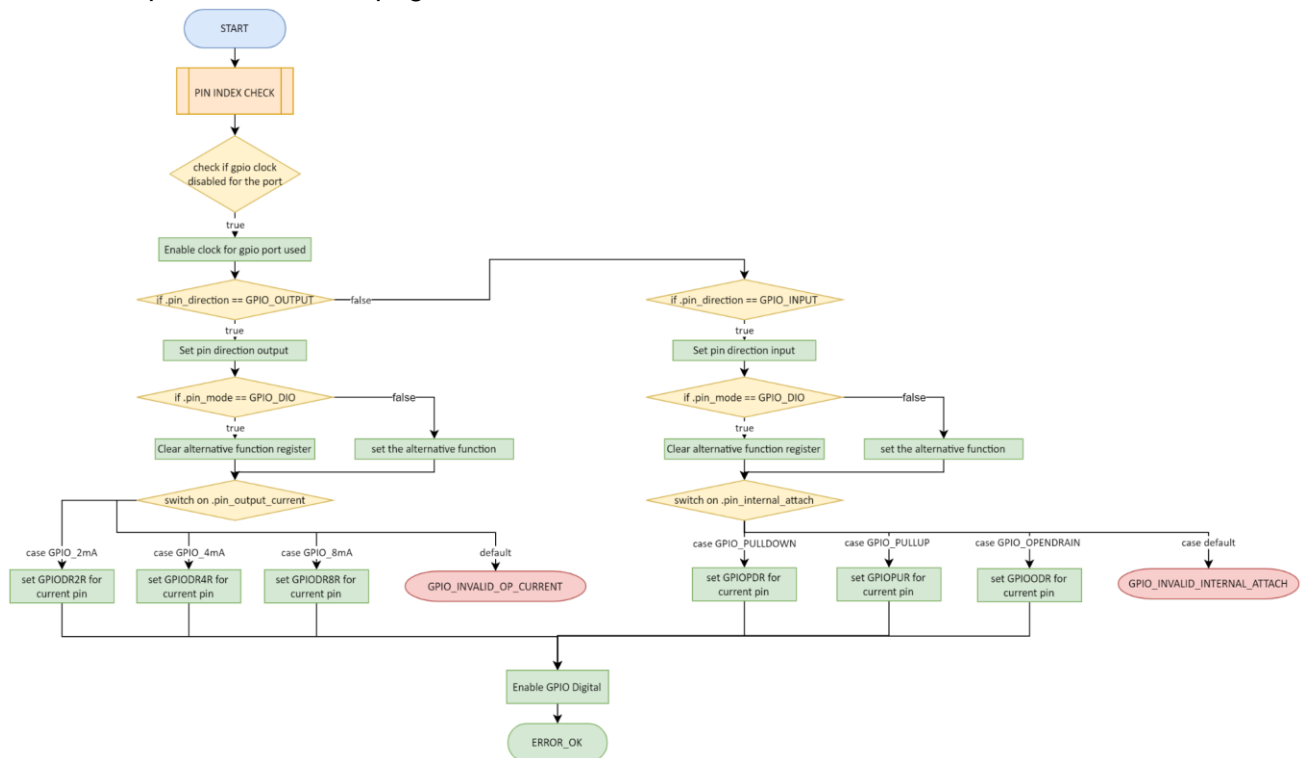 START
PIN INDEX CHECK
check if gpio clock
disabled for the port
true
Enable clock for gpio port used
if .pin_direction == GPIO_OUTPUT
false
if .pin_direction == GPIO_INPUT
true
true
Set pin direction output
Set pin direction input
if .pin_mode == GPIO_DIO
false
if .pin_mode == GPIO_DIO
false
true
true
Clear alternative function register
set the alternative function
Clear alternative function register
set the alternative function
switch on .pin_output_current
switch on .pin_internal_attach
case GPIO_2mA
case GPIO_4mA
case GPIO_8mA
default
case GPIO_PULLDOWN
case GPIO_PULLUP
case GPIO_OPENDRAIN
case default
set GPIODR2R for
current pin
set GPIODR4R for
current pin
set GPIODR8R for
current pin
GPIO_INVALID_OP_CURRENT
set GPIOPDR for
current pin
set GPIOPUR for
current pin
set GPIOODR for
current pin
GPIO_INVALID_INTERNAL_ATTACH
Enable GPIO Digital
ERROR_OK